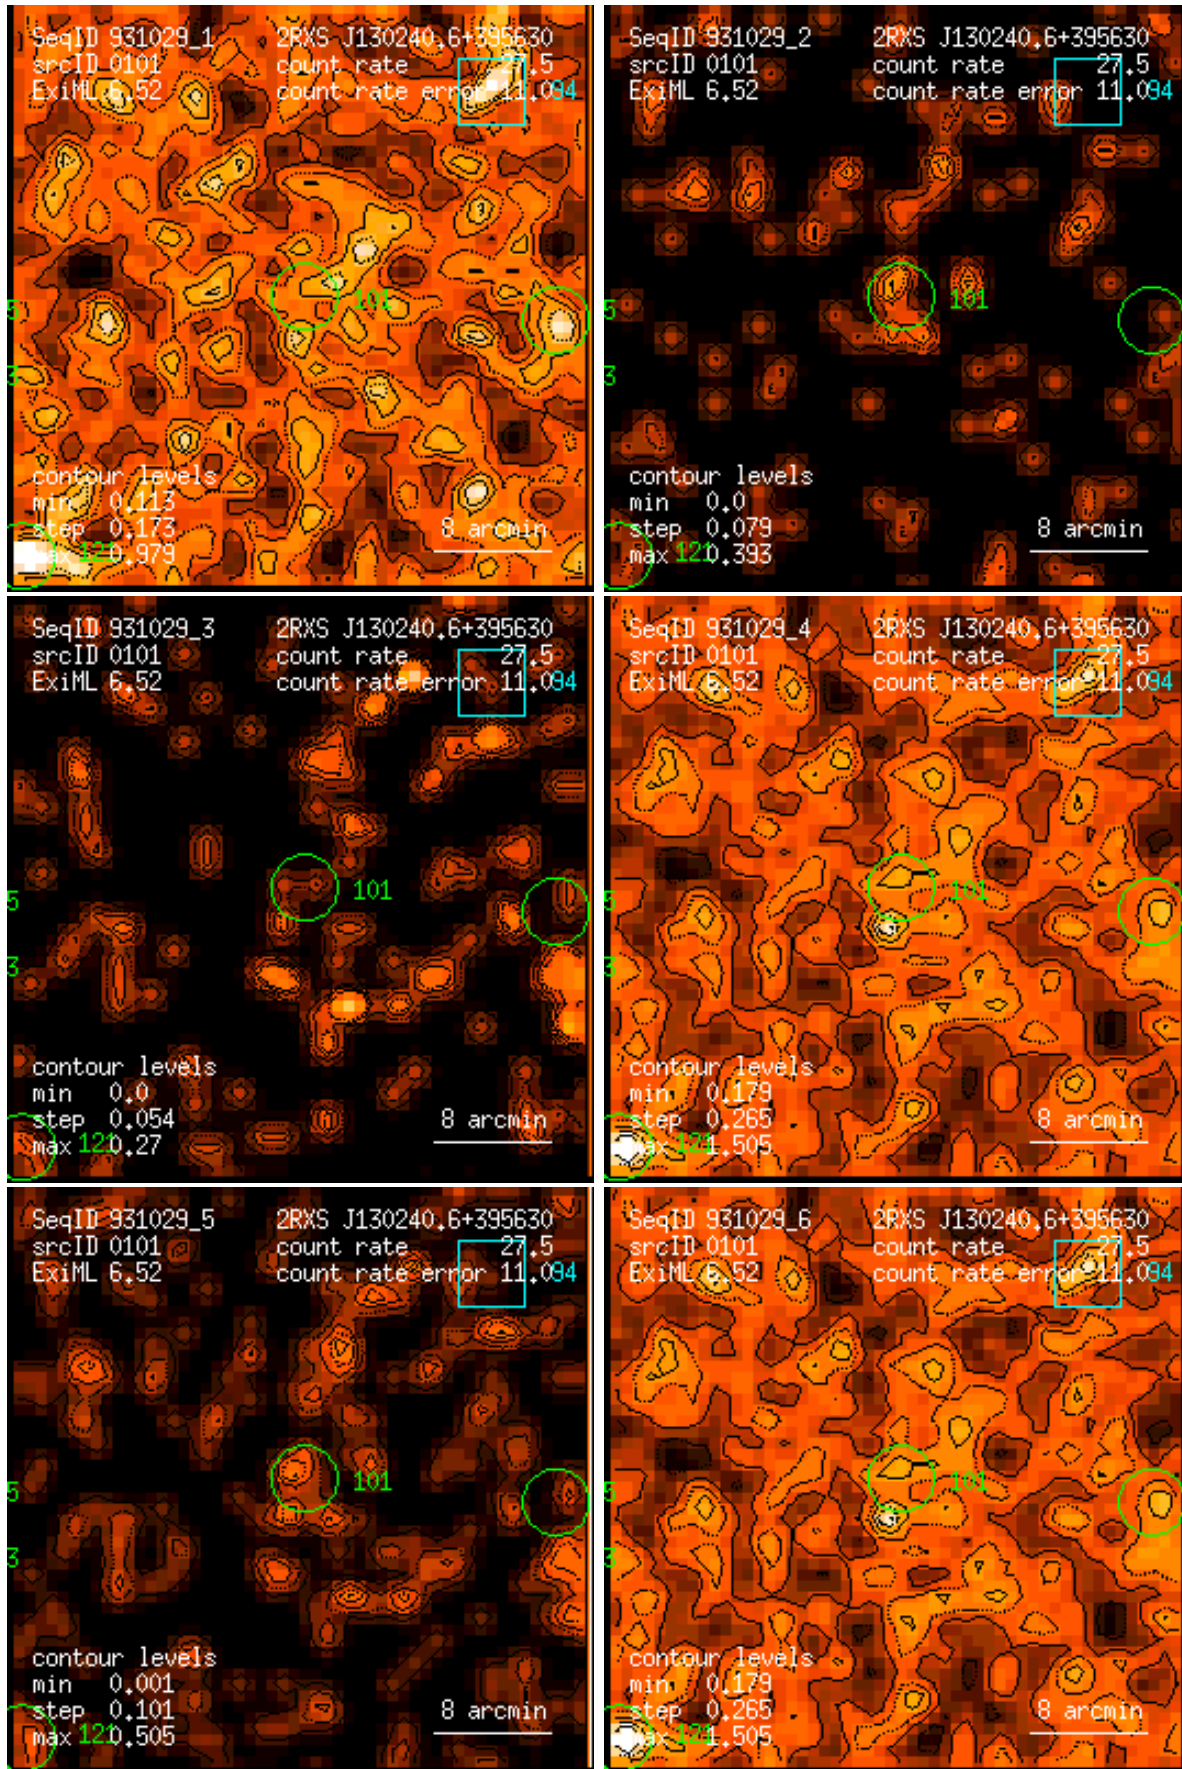 SeqID 931029_1 2RXS J130240.6+395630
srcID 0101 count rate 27.5
ExiML 6.52 count rate error 11.094
101
5
3
contour levels
min 0.113
step 0.173
max 0.979
121
8 arcmin
SeqID 931029_2 2RXS J130240.6+395630
srcID 0101 count rate 27.5
ExiML 6.52 count rate error 11.094
101
3
contour levels
min 0.0
step 0.079
max 0.393
121
8 arcmin
SeqID 931029_3 2RXS J130240.6+395630
srcID 0101 count rate 27.5
ExiML 6.52 count rate error 11.094
101
5
3
contour levels
min 0.0
step 0.054
max 0.27
121
8 arcmin
SeqID 931029_4 2RXS J130240.6+395630
srcID 0101 count rate 27.5
ExiML 6.52 count rate error 11.094
101
3
contour levels
min 0.179
step 0.265
max 1.505
121
8 arcmin
SeqID 931029_5 2RXS J130240.6+395630
srcID 0101 count rate 27.5
ExiML 6.52 count rate error 11.094
101
5
3
contour levels
min 0.001
step 0.101
max 0.505
121
8 arcmin
SeqID 931029_6 2RXS J130240.6+395630
srcID 0101 count rate 27.5
ExiML 6.52 count rate error 11.094
101
3
contour levels
min 0.179
step 0.265
max 1.505
121
8 arcmin